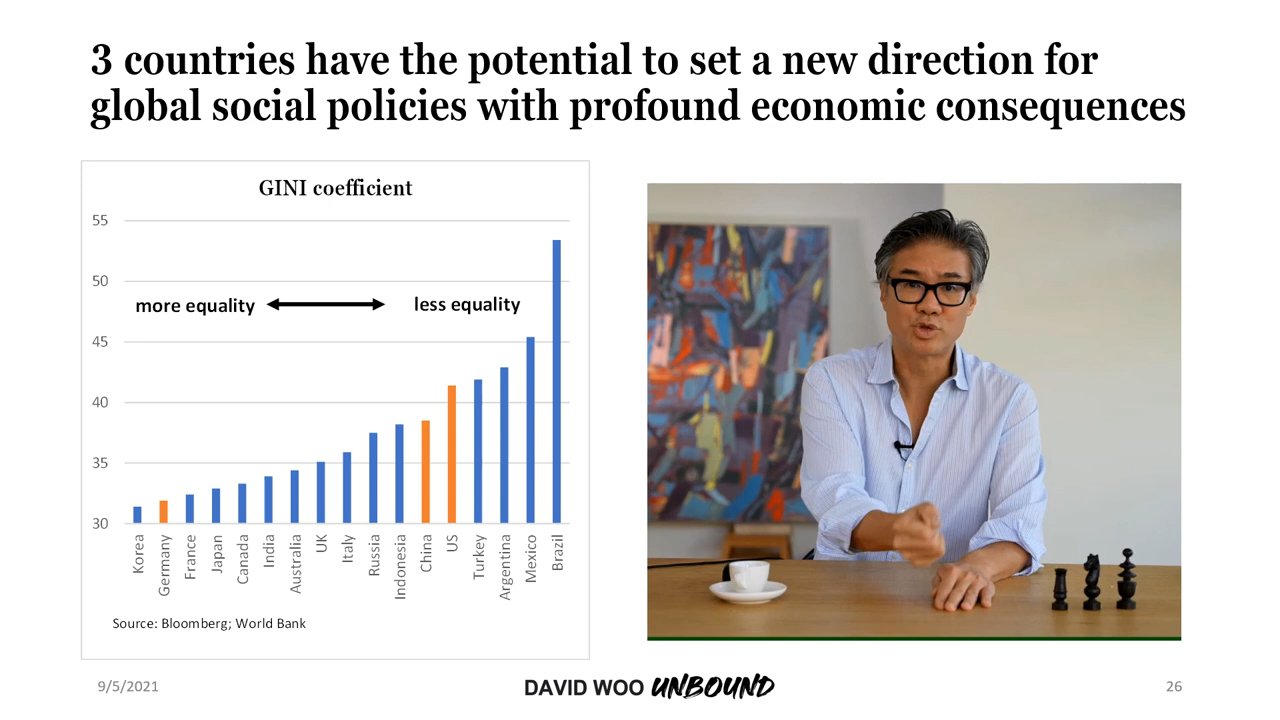 3 countries have the potential to set a new direction for
global social policies with profound economic consequences
GINI coefficient
55
50
45
40
35
30
more equality
less equality
Korea
Germany
France
Japan
Canada
India
Australia
UK
Italy
Russia
Indonesia
China
US
Turkey
Argentina
Mexico
Brazil
Source: Bloomberg; World Bank
9/5/2021
DAVID WOO UNBOUND
26